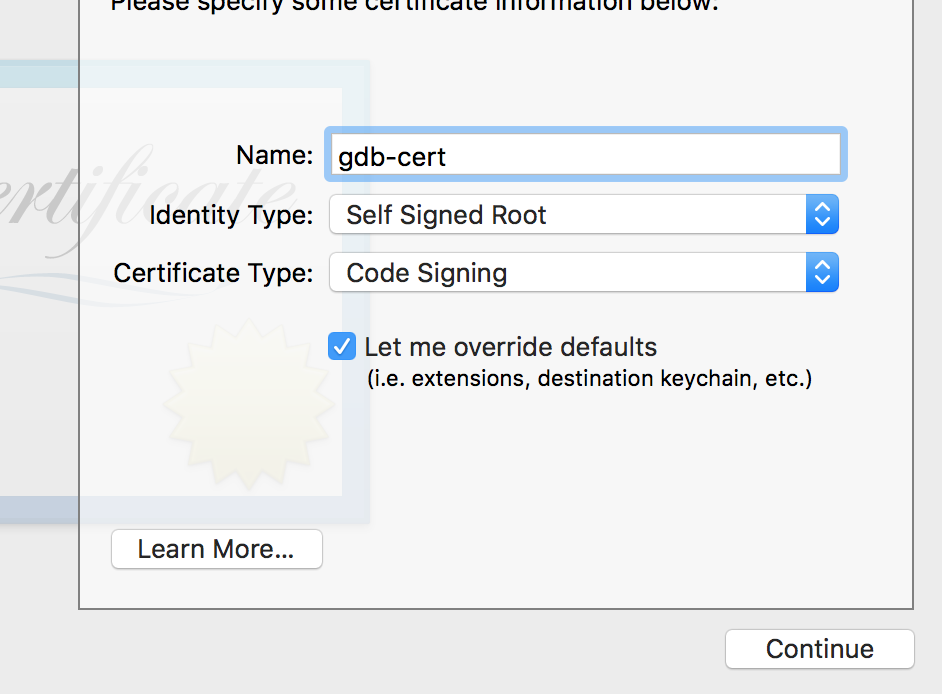 Please specify some certificate information below:
Certificate
Name: gdb-cert
Identity Type: Self Signed Root
Certificate Type: Code Signing
Let me override defaults
(i.e. extensions, destination keychain, etc.)
Learn More...
Continue